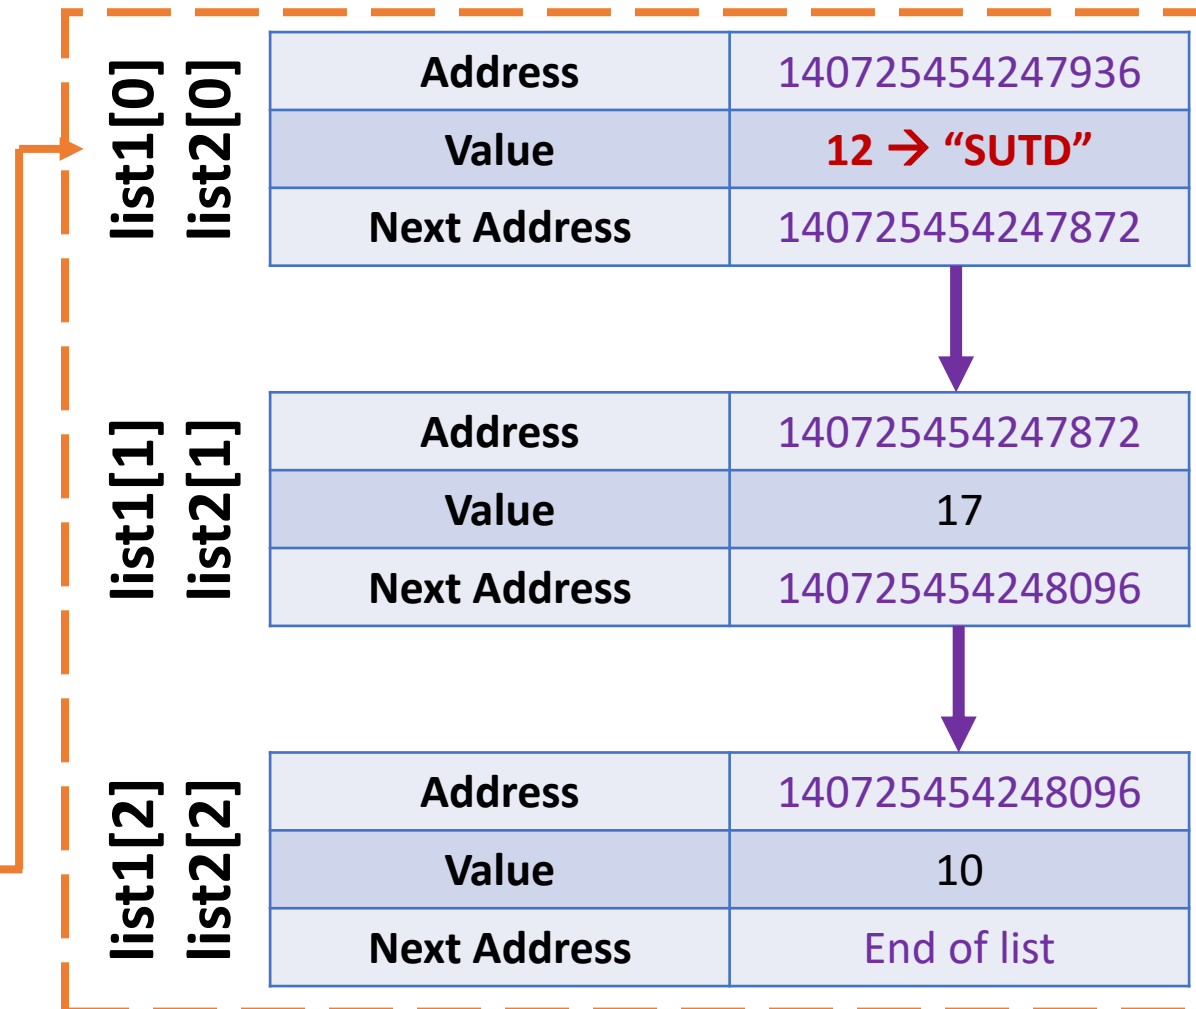 list1[0]
list2[0]
Address 140725454247936
Value 12 → “SUTD”
Next Address 140725454247872
list1[1]
list2[1]
Address 140725454247872
Value 17
Next Address 140725454248096
list1[2]
list2[2]
Address 140725454248096
Value 10
Next Address End of list